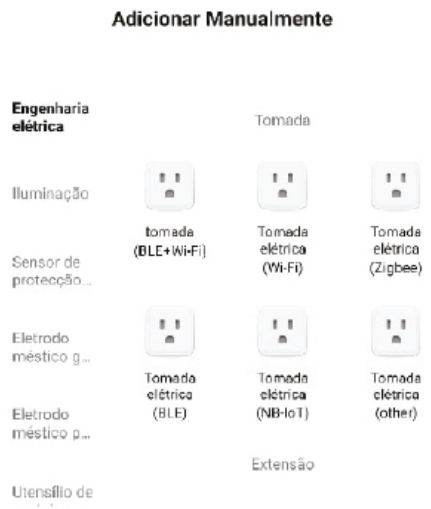 Adicionar Manualmente
Engenharia
elétrica
Iluminação
Sensor de
protecção...
Eletrodo
méstico g...
Eletrodo
méstico p...
Utensílio de
Tomada
tomada
(BLE+Wi-Fi)
Tomada
elétrica
(Wi-Fi)
Tomada
elétrica
(Zigbee)
Tomada
elétrica
(BLE)
Tomada
elétrica
(NB-IoT)
Tomada
elétrica
(other)
Extensão